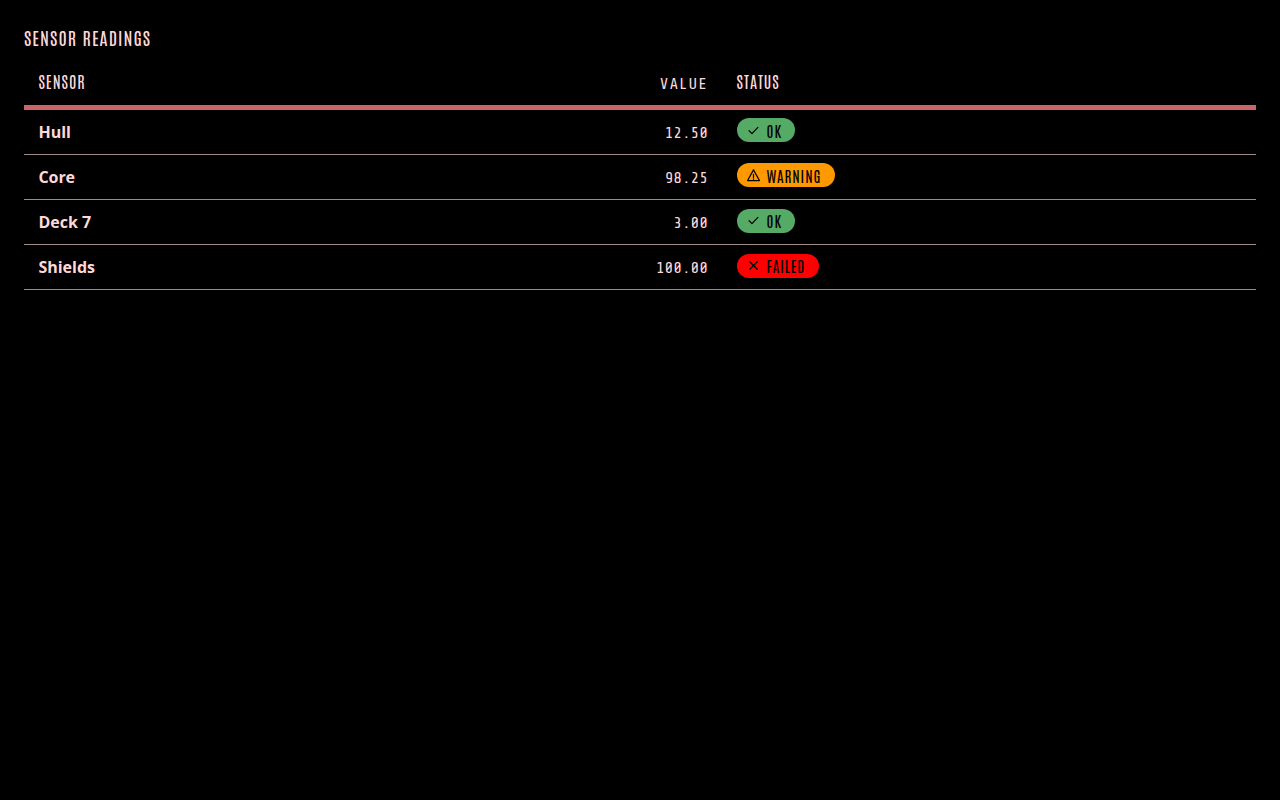 SENSOR READINGS
SENSOR VALUE STATUS
Hull 12.50 OK
Core 98.25 WARNING
Deck 7 3.00 OK
Shields 100.00 FAILED